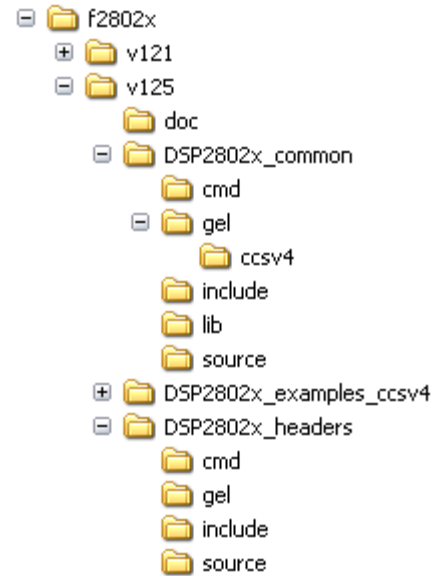 f2802x
v121
v125
doc
DSP2802x_common
cmd
gel
ccsv4
include
lib
source
DSP2802x_examples_ccsv4
DSP2802x_headers
cmd
gel
include
source